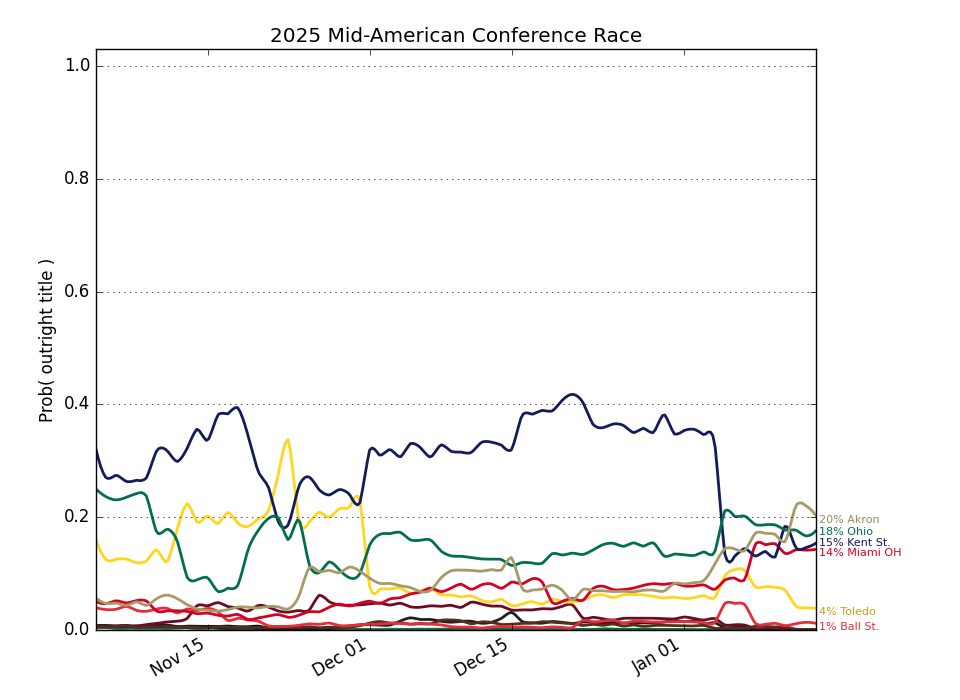 2025 Mid-American Conference Race
Prob( outright title )
1.0
0.8
0.6
0.4
0.2
0.0
Nov 15
Dec 01
Dec 15
Jan 01
20% Akron
18% Ohio
15% Kent St.
14% Miami OH
4% Toledo
1% Ball St.